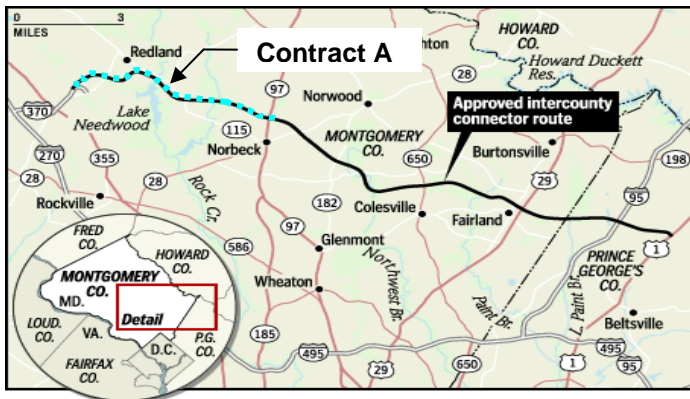 0 3
MILES
Redland
Contract A
hton
HOWARD
CO.
Howard Duckett
Res.
28
97
370
Lake
Needwood
Norwood
Approved intercounty
connector route
115
MONTGOMERY
CO.
Norbeck
650
Burtonsville
270
355
198
28
28
29
95
Rockville
Rock Cr.
182
Colesville
Fairland
FRED
CO.
HOWARD
CO.
586
97
Glenmont
Northwest Br.
1
MONTGOMERY
CO.
PRINCE
GEORGE'S
CO.
MD.
Wheaton
Paint Br.
L. Paint Br.
Detail
LOUD.
CO.
VA.
P.G.
CO.
Beltsville
D.C.
185
FAIRFAX
CO.
495
29
650
1
495
95